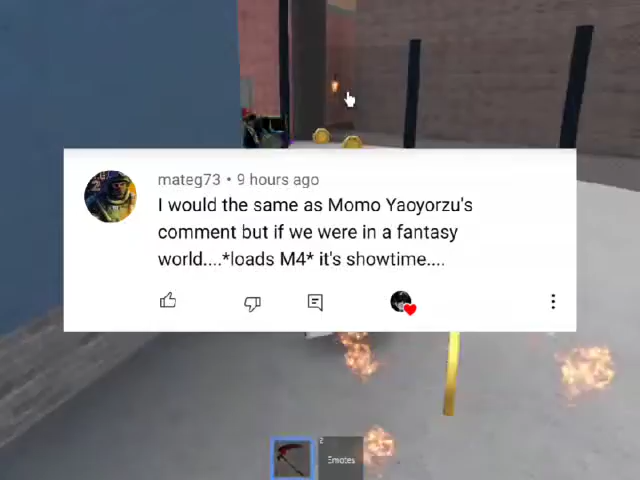 mateg73 • 9 hours ago
I would the same as Momo Yaoyorzu's
comment but if we were in a fantasy
world....*loads M4* it's showtime....
2
Emotes